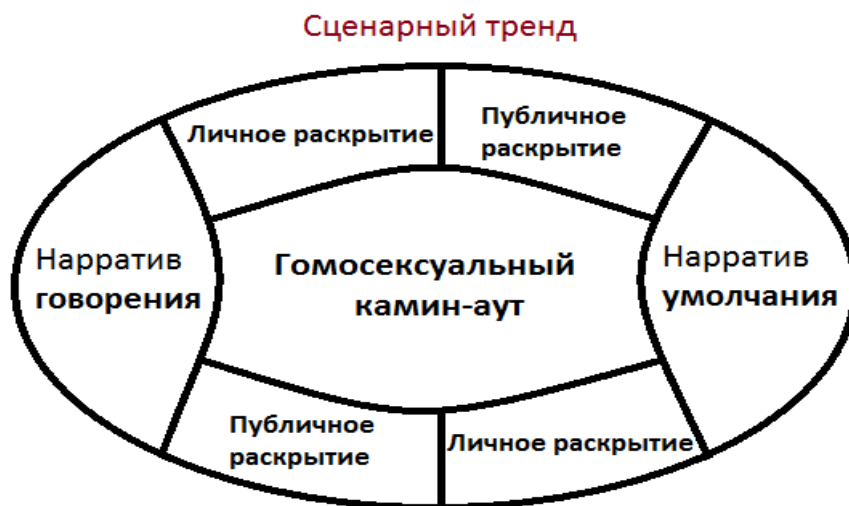 Сценарный тренд
Личное раскрытие
Публичное
раскрытие
Нарратив
говорения
Гомосексуальный
камин-аут
Нарратив
умолчания
Публичное
раскрытие
Личное раскрытие